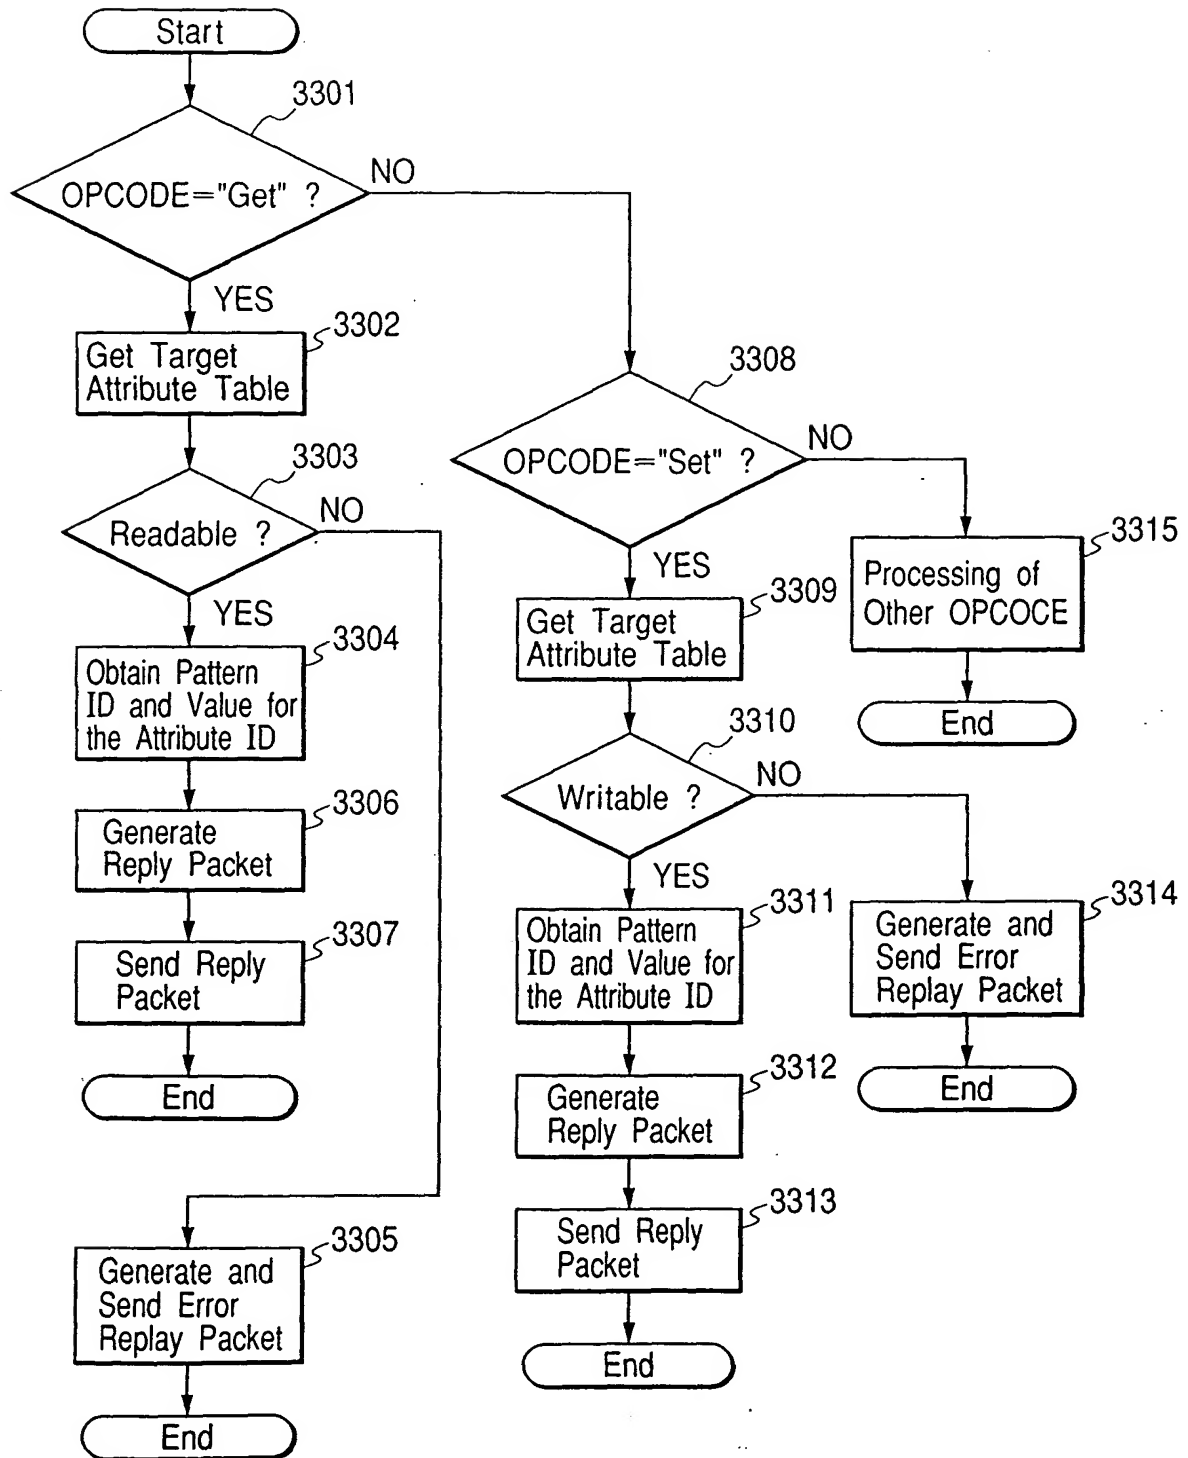 Start
3301
OPCODE="Get" ?
NO
YES
3302
Get Target
Attribute Table
3303
Readable ?
NO
YES
3304
Obtain Pattern
ID and Value for
the Attribute ID
3306
Generate
Reply Packet
3307
Send Reply
Packet
End
3305
Generate and
Send Error
Replay Packet
End
3308
OPCODE="Set" ?
NO
YES
3309
Get Target
Attribute Table
3315
Processing of
Other OPCOCE
End
3310
Writable ?
NO
YES
3311
Obtain Pattern
ID and Value for
the Attribute ID
3314
Generate and
Send Error
Replay Packet
End
3312
Generate
Reply Packet
3313
Send Reply
Packet
End